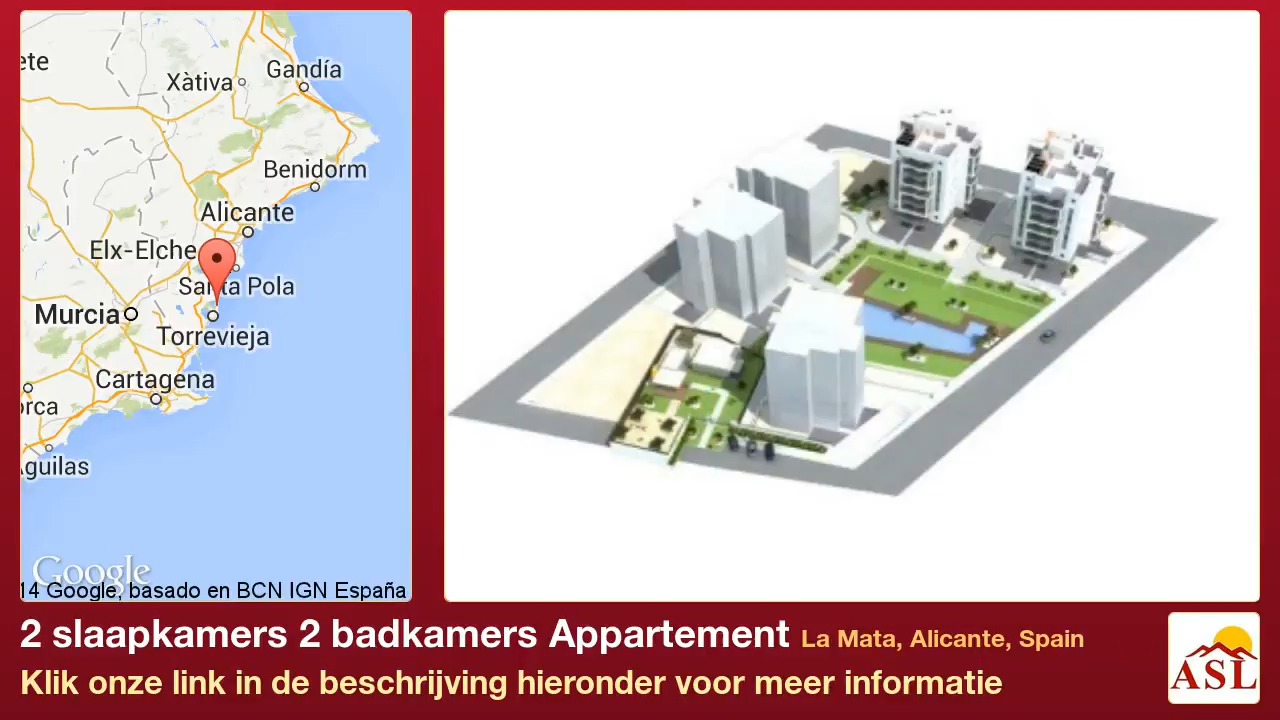 ete
Xàtiva
Gandía
Benidorm
Alicante
Elx-Elche
Santa Pola
Murcia
Torrevieja
Cartagena
orca
Aguilas
Google
14 Google, basado en BCN IGN España
2 slaapkamers 2 badkamers Appartement La Mata, Alicante, Spain
Klik onze link in de beschrijving hieronder voor meer informatie
ASL